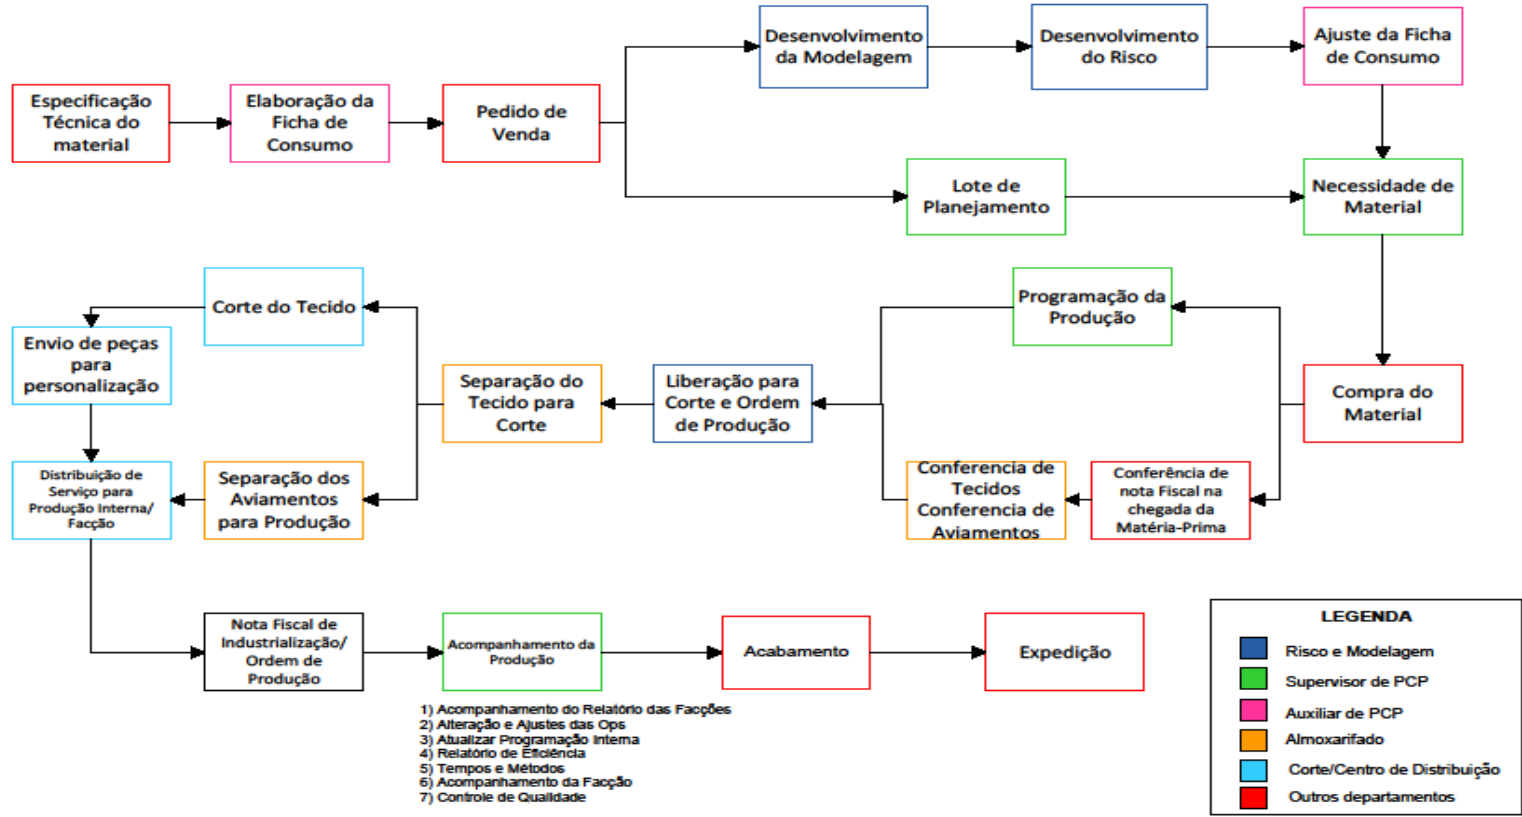 Especificação
Técnica do
material
Elaboração da
Ficha de
Consumo
Pedido de
Venda
Desenvolvimento
da Modelagem
Desenvolvimento
do Risco
Ajuste da Ficha
de Consumo
Lote de
Planejamento
Necessidade de
Material
Compra do
Material
Programação da
Produção
Conferência de
nota Fiscal na
chegada da
Matéria-Prima
Conferencia de
Tecidos
Conferencia de
Aviamentos
Liberação para
Corte e Ordem
de Produção
Separação do
Tecido para
Corte
Corte do Tecido
Envio de peças
para
personalização
Separação dos
Aviamentos
para Produção
Distribuição de
Serviço para
Produção Interna/
Facção
Nota Fiscal de
Industrialização/
Ordem de
Produção
Acompanhamento da
Produção
1) Acompanhamento do Relatório das Facções
2) Alteração e Ajustes das Ops
3) Atualizar Programação Interna
4) Relatório de Eficiência
5) Tempos e Métodos
6) Acompanhamento da Facção
7) Controle de Qualidade
Acabamento
Expedição
LEGENDA
Risco e Modelagem
Supervisor de PCP
Auxiliar de PCP
Almoxarifado
Corte/Centro de Distribuição
Outros departamentos